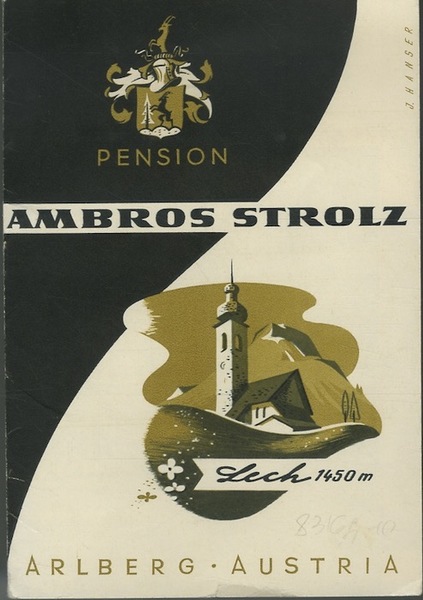 J. HANSER
PENSION
AMBROS STROLZ
Lech 1450 m
ARLBERG · AUSTRIA